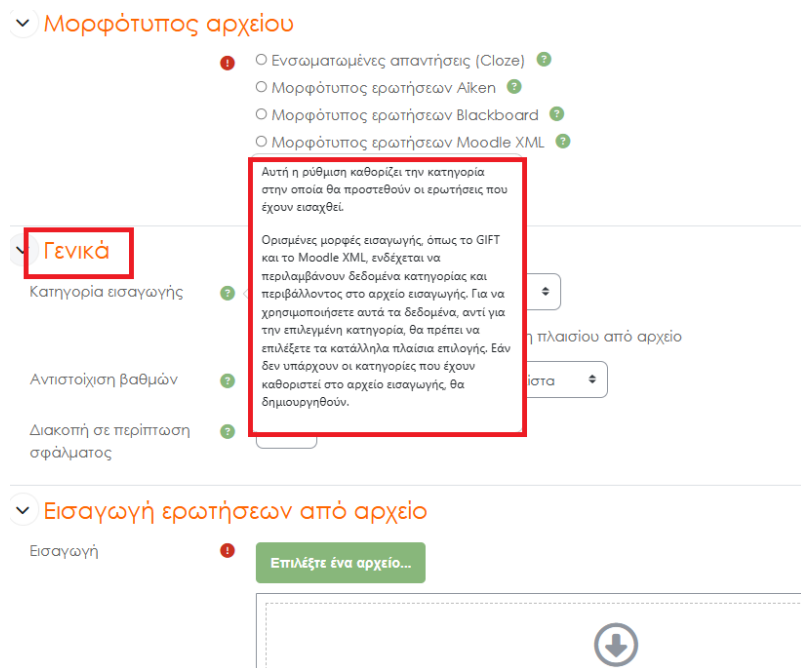 Μορφότυπος αρχείου
Ενσωματωμένες απαντήσεις (Cloze)
Μορφότυπος ερωτήσεων Aiken
Μορφότυπος ερωτήσεων Blackboard
Μορφότυπος ερωτήσεων Moodle XML
Αυτή η ρύθμιση καθορίζει την κατηγορία
στην οποία θα προστεθούν οι ερωτήσεις που
έχουν εισαχθεί.
Ορισμένες μορφές εισαγωγής, όπως το GIFT
και το Moodle XML, ενδέχεται να
περιλαμβάνουν δεδομένα κατηγορίας και
περιβάλλοντος στο αρχείο εισαγωγής. Για να
χρησιμοποιήσετε αυτά τα δεδομένα, αντί για
την επιλεγμένη κατηγορία, θα πρέπει να
επιλέξετε τα κατάλληλα πλαίσια επιλογής. Εάν
δεν υπάρχουν οι κατηγορίες που έχουν
καθοριστεί στο αρχείο εισαγωγής, θα
δημιουργηθούν.
Γενικά
Κατηγορία εισαγωγής
πλαισίου από αρχείο
Αντιστοίχιση βαθμών
Διακοπή σε περίπτωση
σφάλματος
Εισαγωγή ερωτήσεων από αρχείο
Εισαγωγή
Επιλέξτε ένα αρχείο...